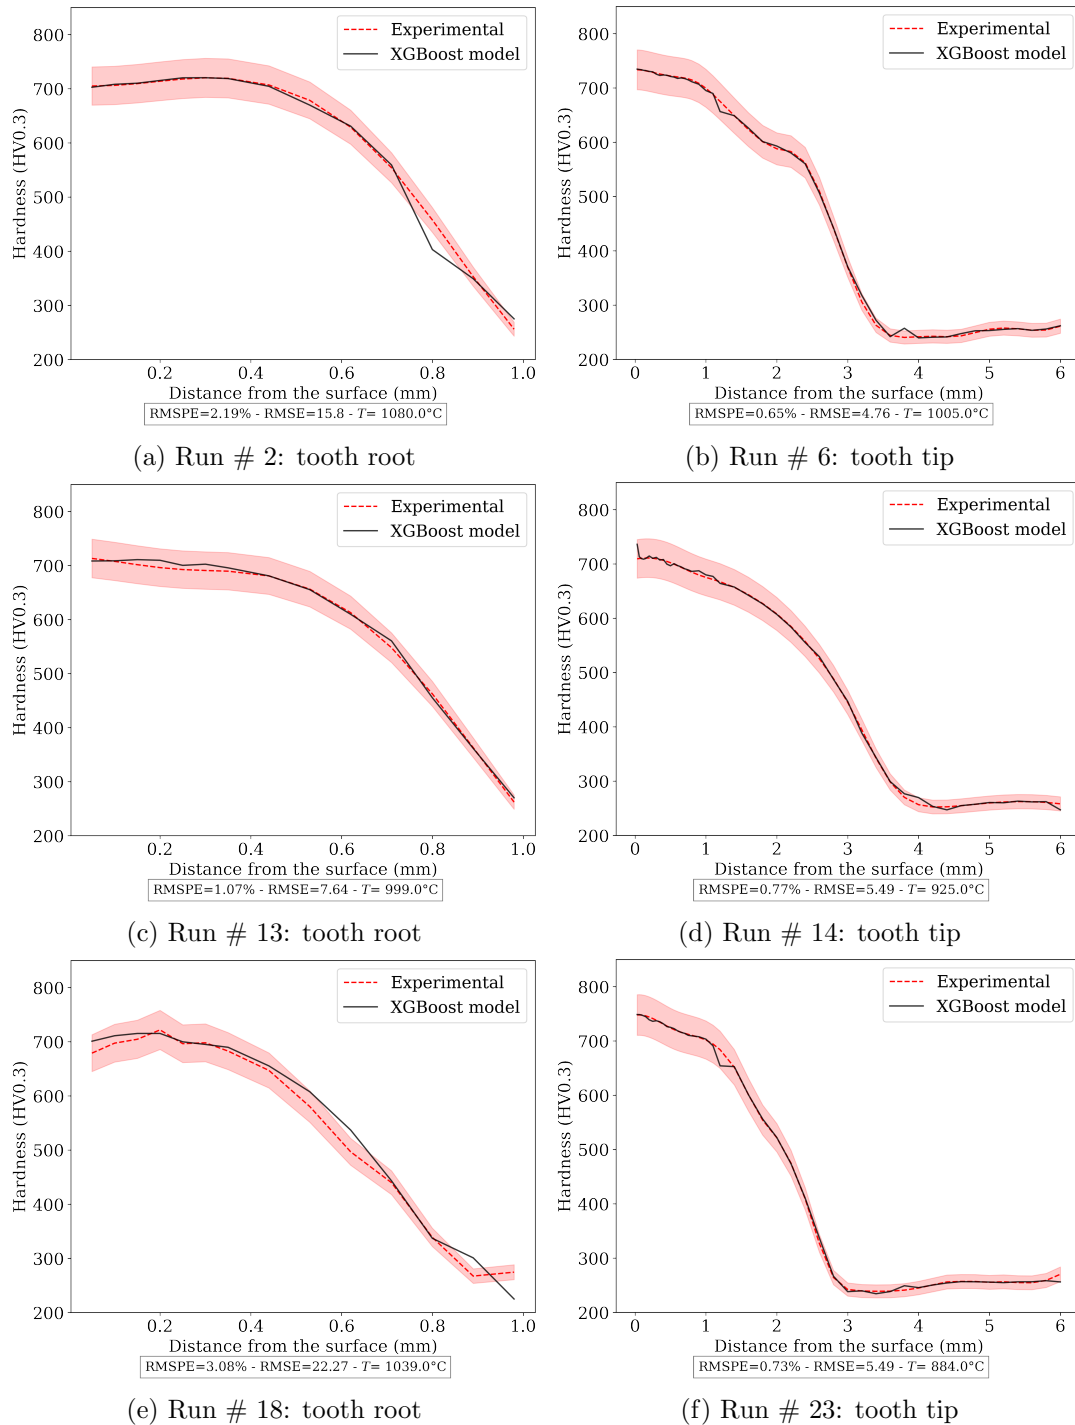 Experimental
XGBoost model
Hardness (HV0.3)
800
700
600
500
400
300
200
0.2 0.4 0.6 0.8 1.0
Distance from the surface (mm)
RMSPE=2.19% - RMSE=15.8 - T= 1080.0°C
(a) Run # 2: tooth root
Experimental
XGBoost model
Hardness (HV0.3)
800
700
600
500
400
300
200
0 1 2 3 4 5 6
Distance from the surface (mm)
RMSPE=0.65% - RMSE=4.76 - T= 1005.0°C
(b) Run # 6: tooth tip
Experimental
XGBoost model
Hardness (HV0.3)
800
700
600
500
400
300
200
0.2 0.4 0.6 0.8 1.0
Distance from the surface (mm)
RMSPE=1.07% - RMSE=7.64 - T= 999.0°C
(c) Run # 13: tooth root
Experimental
XGBoost model
Hardness (HV0.3)
800
700
600
500
400
300
200
0 1 2 3 4 5 6
Distance from the surface (mm)
RMSPE=0.77% - RMSE=5.49 - T= 925.0°C
(d) Run # 14: tooth tip
Experimental
XGBoost model
Hardness (HV0.3)
800
700
600
500
400
300
200
0.2 0.4 0.6 0.8 1.0
Distance from the surface (mm)
RMSPE=3.08% - RMSE=22.27 - T= 1039.0°C
(e) Run # 18: tooth root
Experimental
XGBoost model
Hardness (HV0.3)
800
700
600
500
400
300
200
0 1 2 3 4 5 6
Distance from the surface (mm)
RMSPE=0.73% - RMSE=5.49 - T= 884.0°C
(f) Run # 23: tooth tip